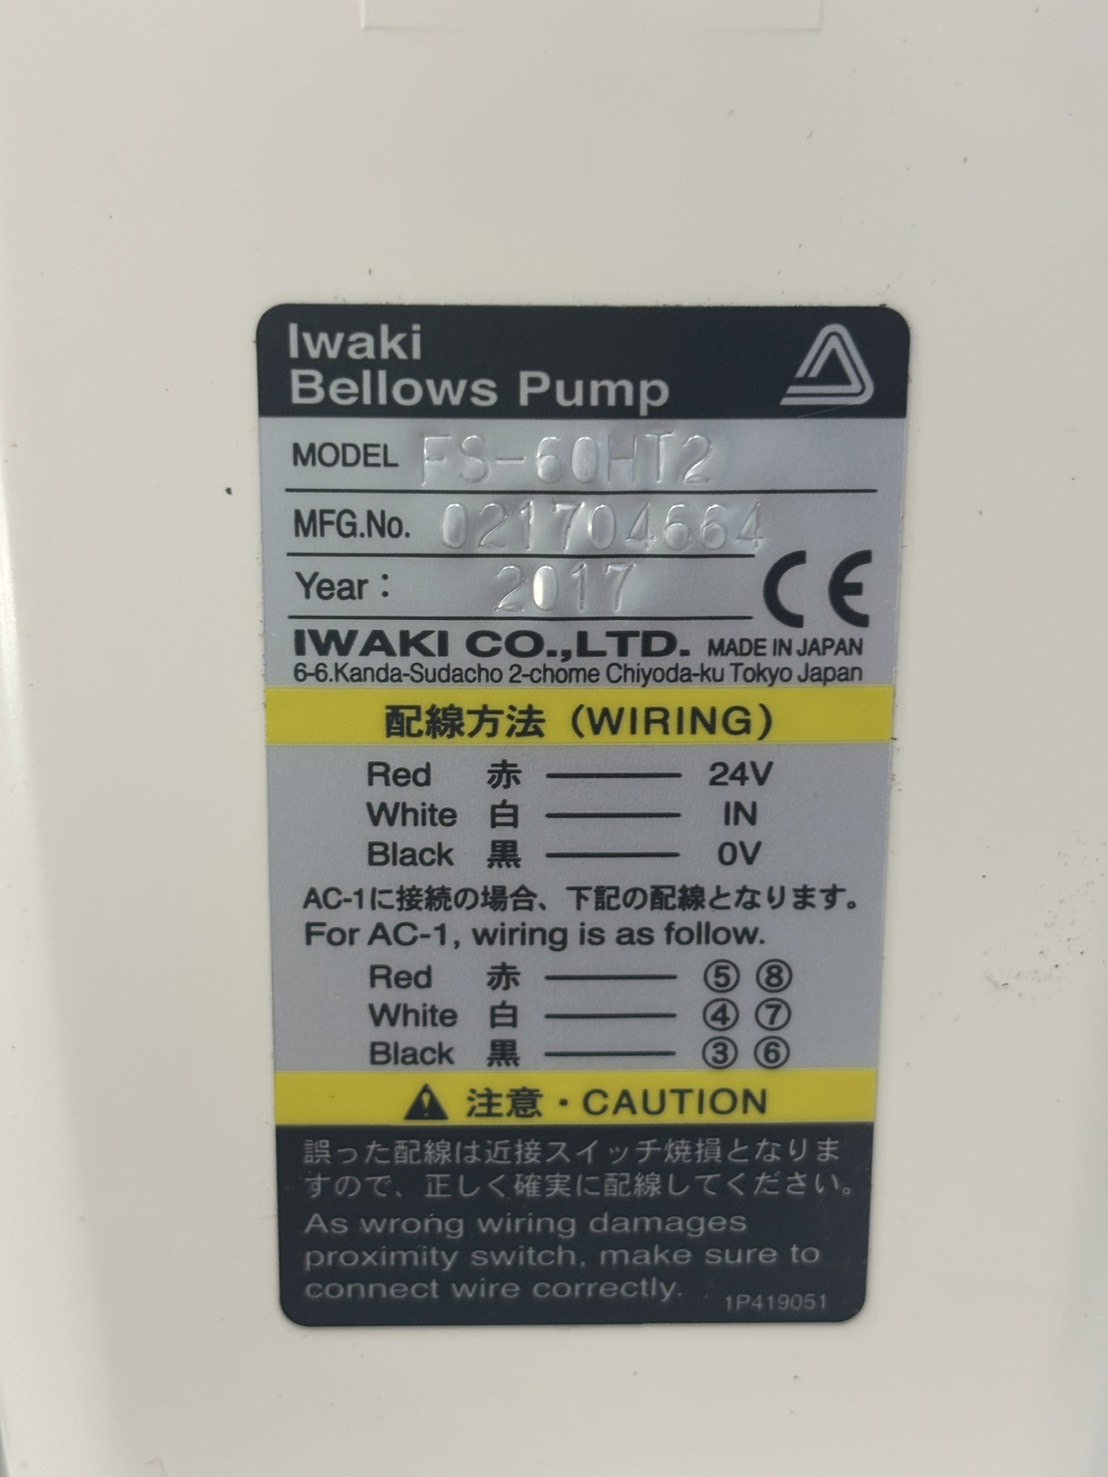 Iwaki
Bellows Pump
MODEL FS-60HT2
MFG.No. 021704664
Year : 2017
CE
IWAKI CO.,LTD. MADE IN JAPAN
6-6.Kanda-Sudacho 2-chome Chiyoda-ku Tokyo Japan
配線方法（WIRING）
Red 赤 24V
White 白 IN
Black 黒 0V
AC-1に接続の場合、下記の配線となります。
For AC-1, wiring is as follow.
Red 赤 ⑤ ⑧
White 白 ④ ⑦
Black 黒 ③ ⑥
注意・CAUTION
誤った配線は近接スイッチ焼損となりま
すので、正しく確実に配線してください。
As wrong wiring damages
proximity switch, make sure to
connect wire correctly.
1P419051